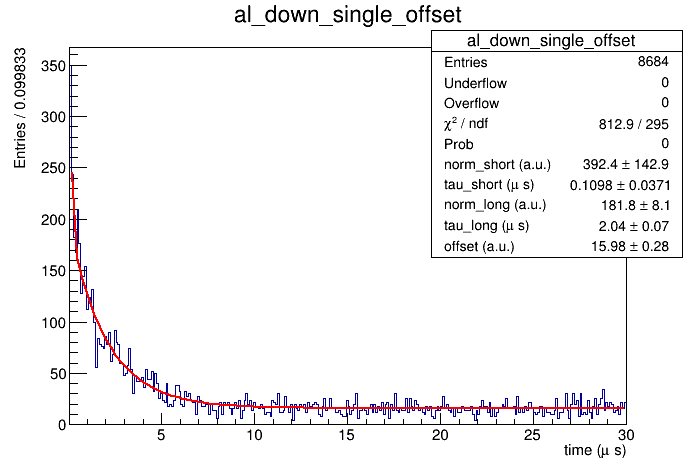 al_down_single_offset
al_down_single_offset
Entries 8684
Underflow 0
Overflow 0
χ² / ndf 812.9 / 295
Prob 0
norm_short (a.u.) 392.4 ± 142.9
tau_short (μ s) 0.1098 ± 0.0371
norm_long (a.u.) 181.8 ± 8.1
tau_long (μ s) 2.04 ± 0.07
offset (a.u.) 15.98 ± 0.28
Entries / 0.099833
350
300
250
200
150
100
50
0
5 10 15 20 25 30
time (μ s)